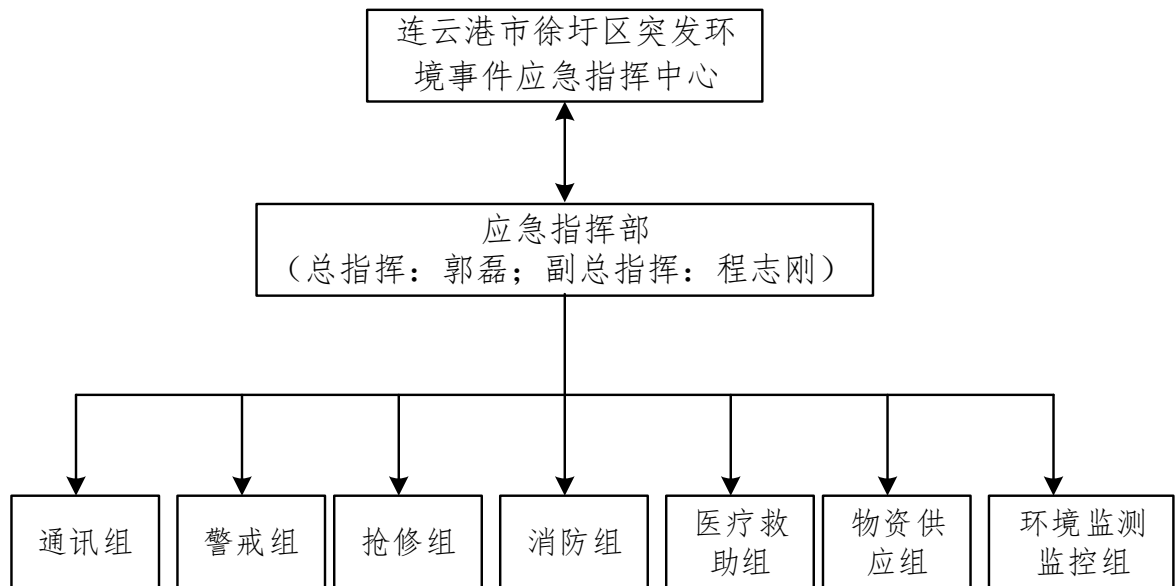 连云港市徐圩区突发环
境事件应急指挥中心
应急指挥部
（总指挥：郭磊；副总指挥：程志刚）
通讯组
警戒组
抢修组
消防组
医疗救
助组
物资供
应组
环境监测
监控组